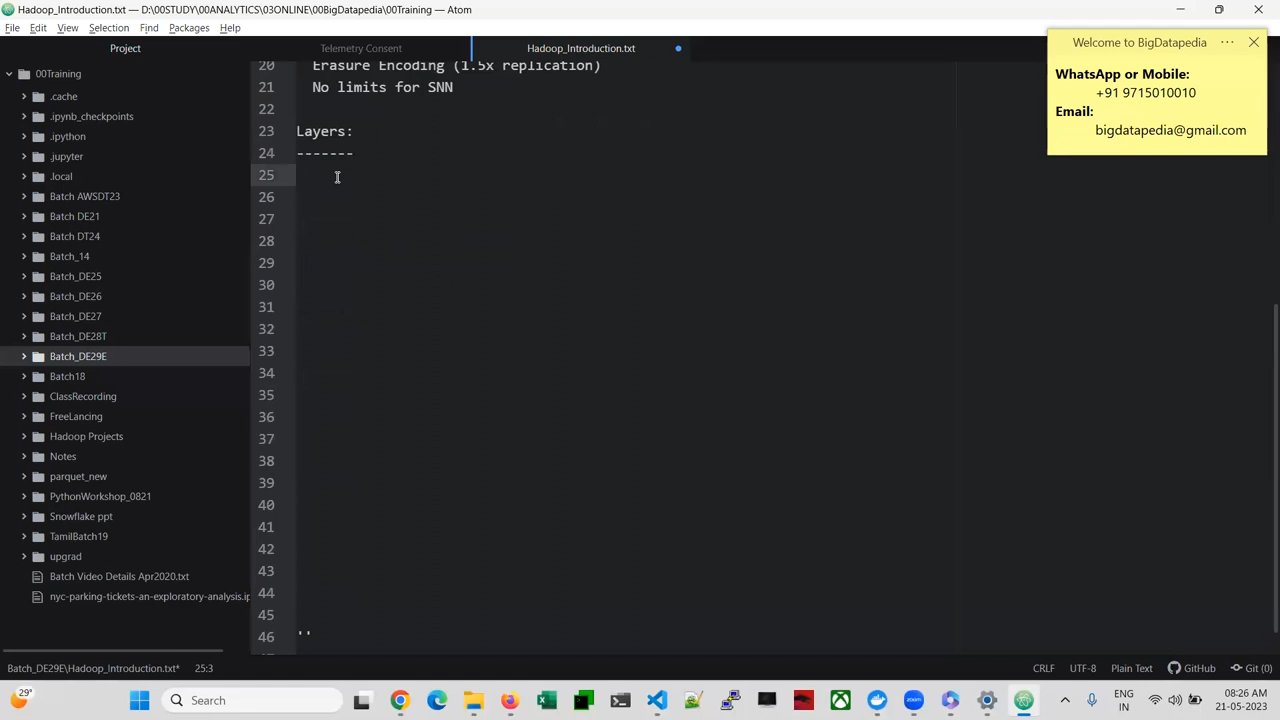 Hadoop_Introduction.txt — D:\00STUDY\00ANALYTICS\03ONLINE\00BigDatapedia\00Training — Atom
File Edit View Selection Find Packages Help
Project
Telemetry Consent
Hadoop_Introduction.txt
Welcome to BigDatapedia
WhatsApp or Mobile:
+91 9715010010
Email:
bigdatapedia@gmail.com
00Training
.cache
.ipynb_checkpoints
.ipython
.jupyter
.local
Batch AWSDT23
Batch DE21
Batch DT24
Batch_14
Batch_DE25
Batch_DE26
Batch_DE27
Batch_DE28T
Batch_DE29E
Batch18
ClassRecording
FreeLancing
Hadoop Projects
Notes
parquet_new
PythonWorkshop_0821
Snowflake ppt
TamilBatch19
upgrad
Batch Video Details Apr2020.txt
nyc-parking-tickets-an-exploratory-analysis.ip
20 Erasure Encoding (1.5x replication)
21 No limits for SNN
22
23 Layers:
24 -------
25
26
27
28
29
30
31
32
33
34
35
36
37
38
39
40
41
42
43
44
45
46 ''
Batch_DE29E\Hadoop_Introduction.txt* 25:3
CRLF UTF-8 Plain Text GitHub Git (0)
29°
Search
ENG
IN
08:26 AM
21-05-2023